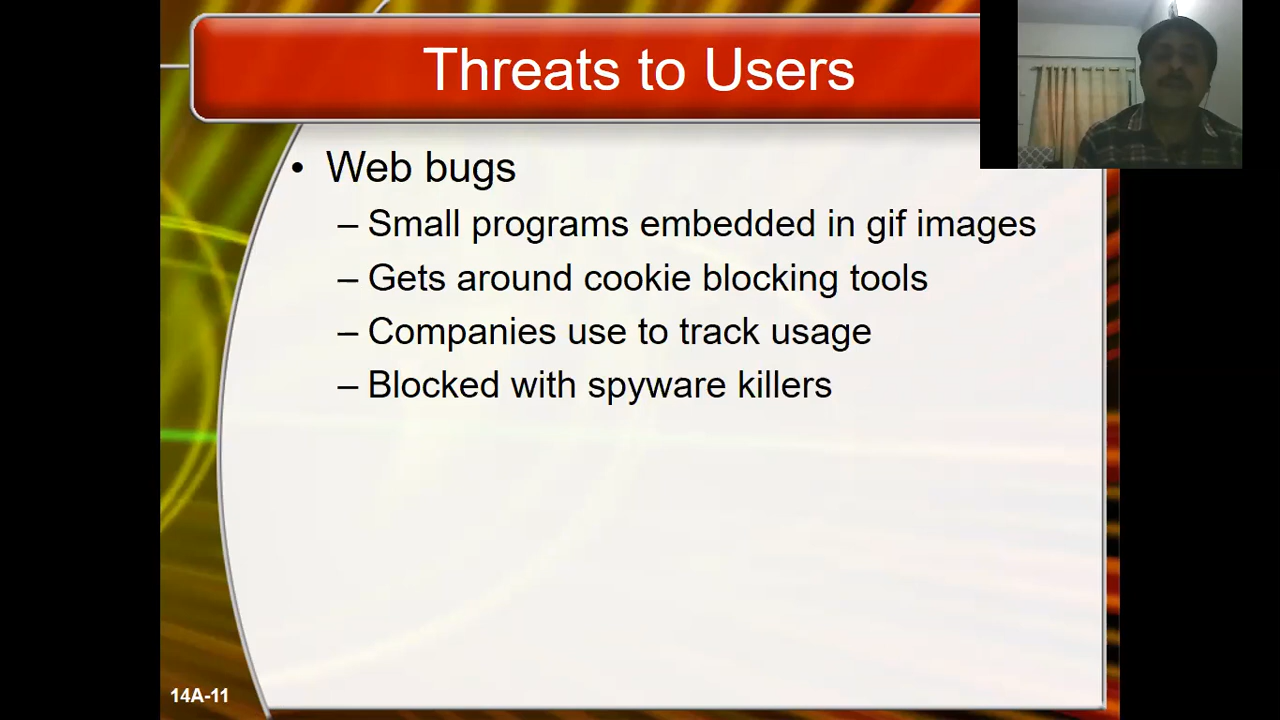 Threats to Users
• Web bugs
– Small programs embedded in gif images
– Gets around cookie blocking tools
– Companies use to track usage
– Blocked with spyware killers
14A-11